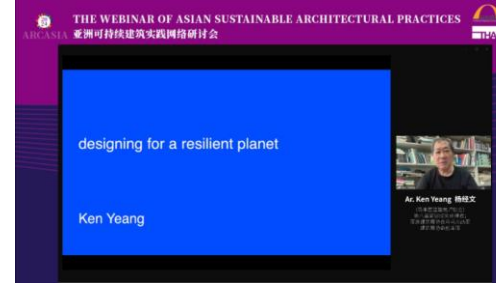 THE WEBINAR OF ASIAN SUSTAINABLE ARCHITECTURAL PRACTICES
ARCASIA 亚洲可持续建筑实践网络研讨会
designing for a resilient planet
Ken Yeang
Ar. Ken Yeang 杨经文